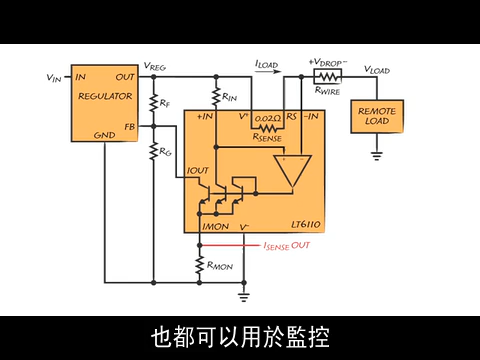 VREG
ILOAD
+VDROP−
VLOAD
VIN
IN
OUT
REGULATOR
FB
GND
RF
RG
RIN
+IN
V+
0.02Ω
RSENSE
RS
−IN
RWIRE
REMOTE
LOAD
IOUT
+
−
LT6110
IMON
V−
ISENSE OUT
RMON
也都可以用於監控